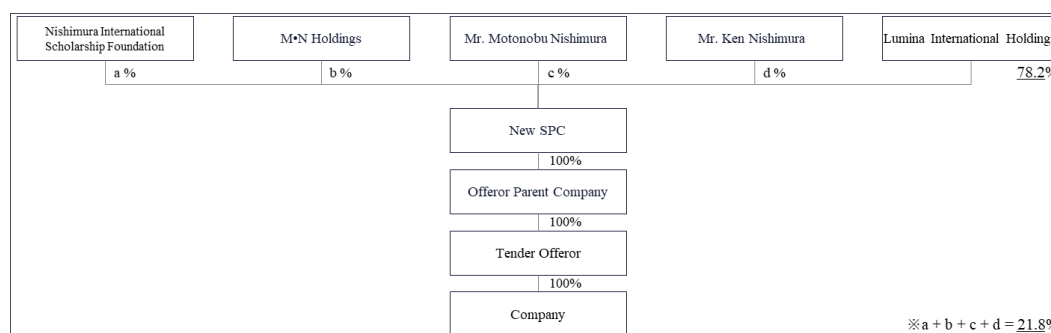 Nishimura International
Scholarship Foundation
M•N Holdings
Mr. Motonobu Nishimura
Mr. Ken Nishimura
Lumina International Holding
a %
b %
c %
d %
78.2%
New SPC
100%
Offeror Parent Company
100%
Tender Offeror
100%
Company
※a + b + c + d = 21.8%